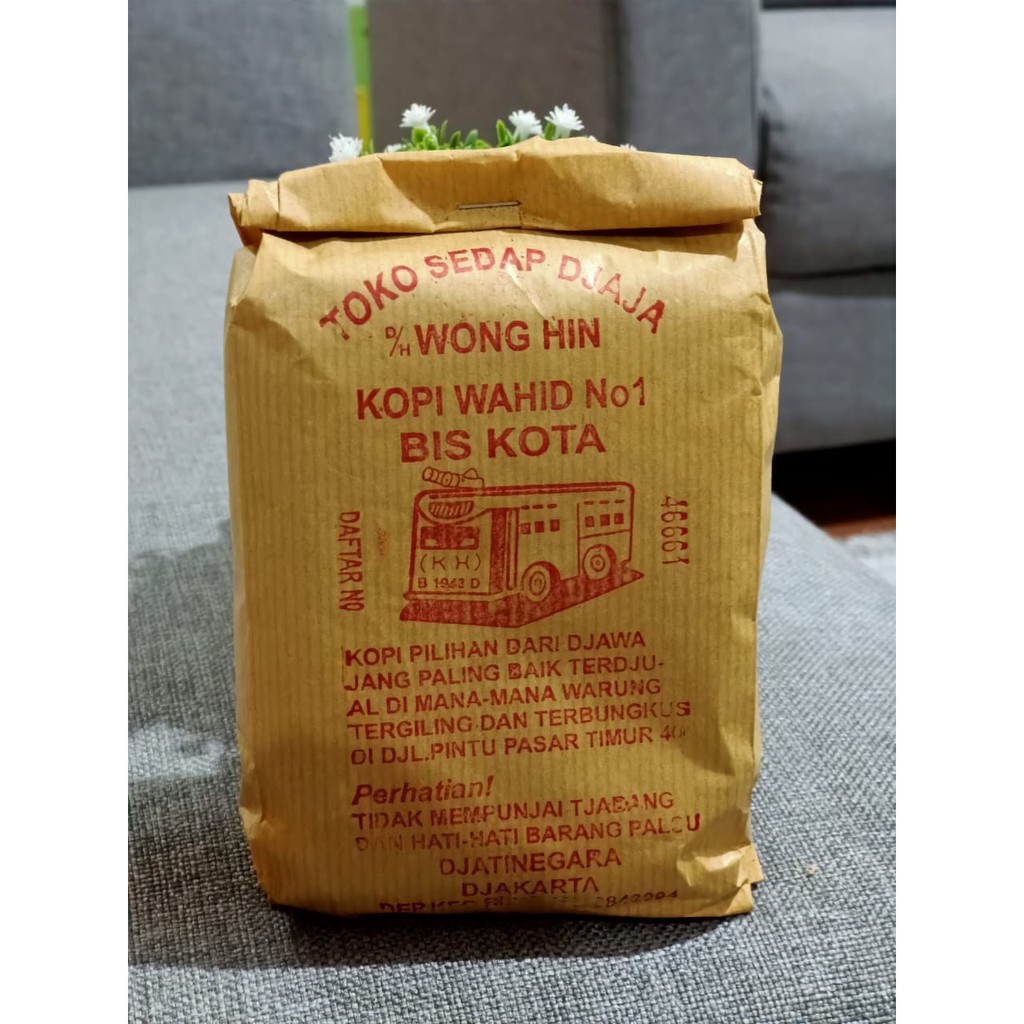 TOKO SEDAP DJAJA
D/H WONG HIN
KOPI WAHID No1
BIS KOTA
DAFTAR NO
46661
(KH)
B 1943 D
KOPI PILIHAN DARI DJAWA
JANG PALING BAIK TERDJU-
AL DI MANA-MANA WARUNG
TERGILING DAN TERBUNGKUS
DI DJL.PINTU PASAR TIMUR
Perhatian!
TIDAK MEMPUNJAI TJABANG
DAN HATI-HATI BARANG PALSU
DJATINEGARA
DJAKARTA